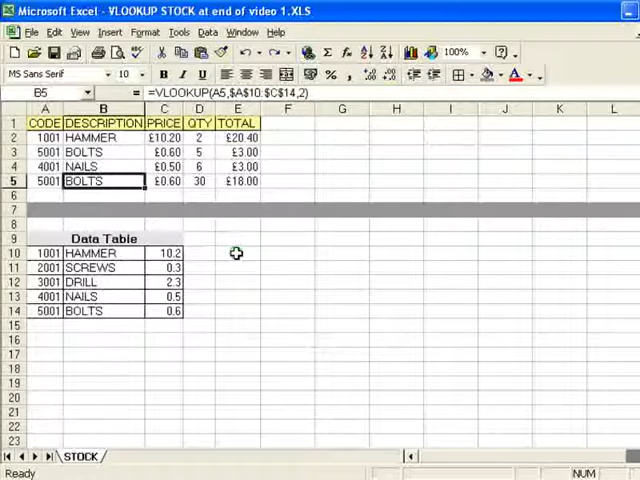 Microsoft Excel - VLOOKUP STOCK at end of video 1.XLS
File Edit View Insert Format Tools Data Window Help
100%
MS Sans Serif 10 B I U
B5 = =VLOOKUP(A5,$A$10:$C$14,2)
A B C D E F G H I J K L
1 CODE DESCRIPTION PRICE QTY TOTAL
2 1001 HAMMER £10.20 2 £20.40
3 5001 BOLTS £0.60 5 £3.00
4 4001 NAILS £0.50 6 £3.00
5 5001 BOLTS £0.60 30 £18.00
6
7
8
9 Data Table
10 1001 HAMMER 10.2
11 2001 SCREWS 0.3
12 3001 DRILL 2.3
13 4001 NAILS 0.5
14 5001 BOLTS 0.6
15
16
17
18
19
20
21
22
23
STOCK
Ready NUM